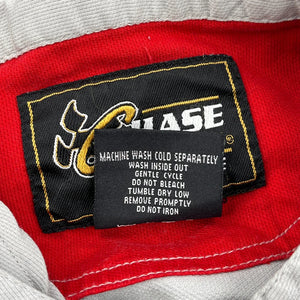 CHASE
®
MACHINE WASH COLD SEPARATELY
WASH INSIDE OUT
GENTLE CYCLE
DO NOT BLEACH
TUMBLE DRY LOW
REMOVE PROMPTLY
DO NOT IRON